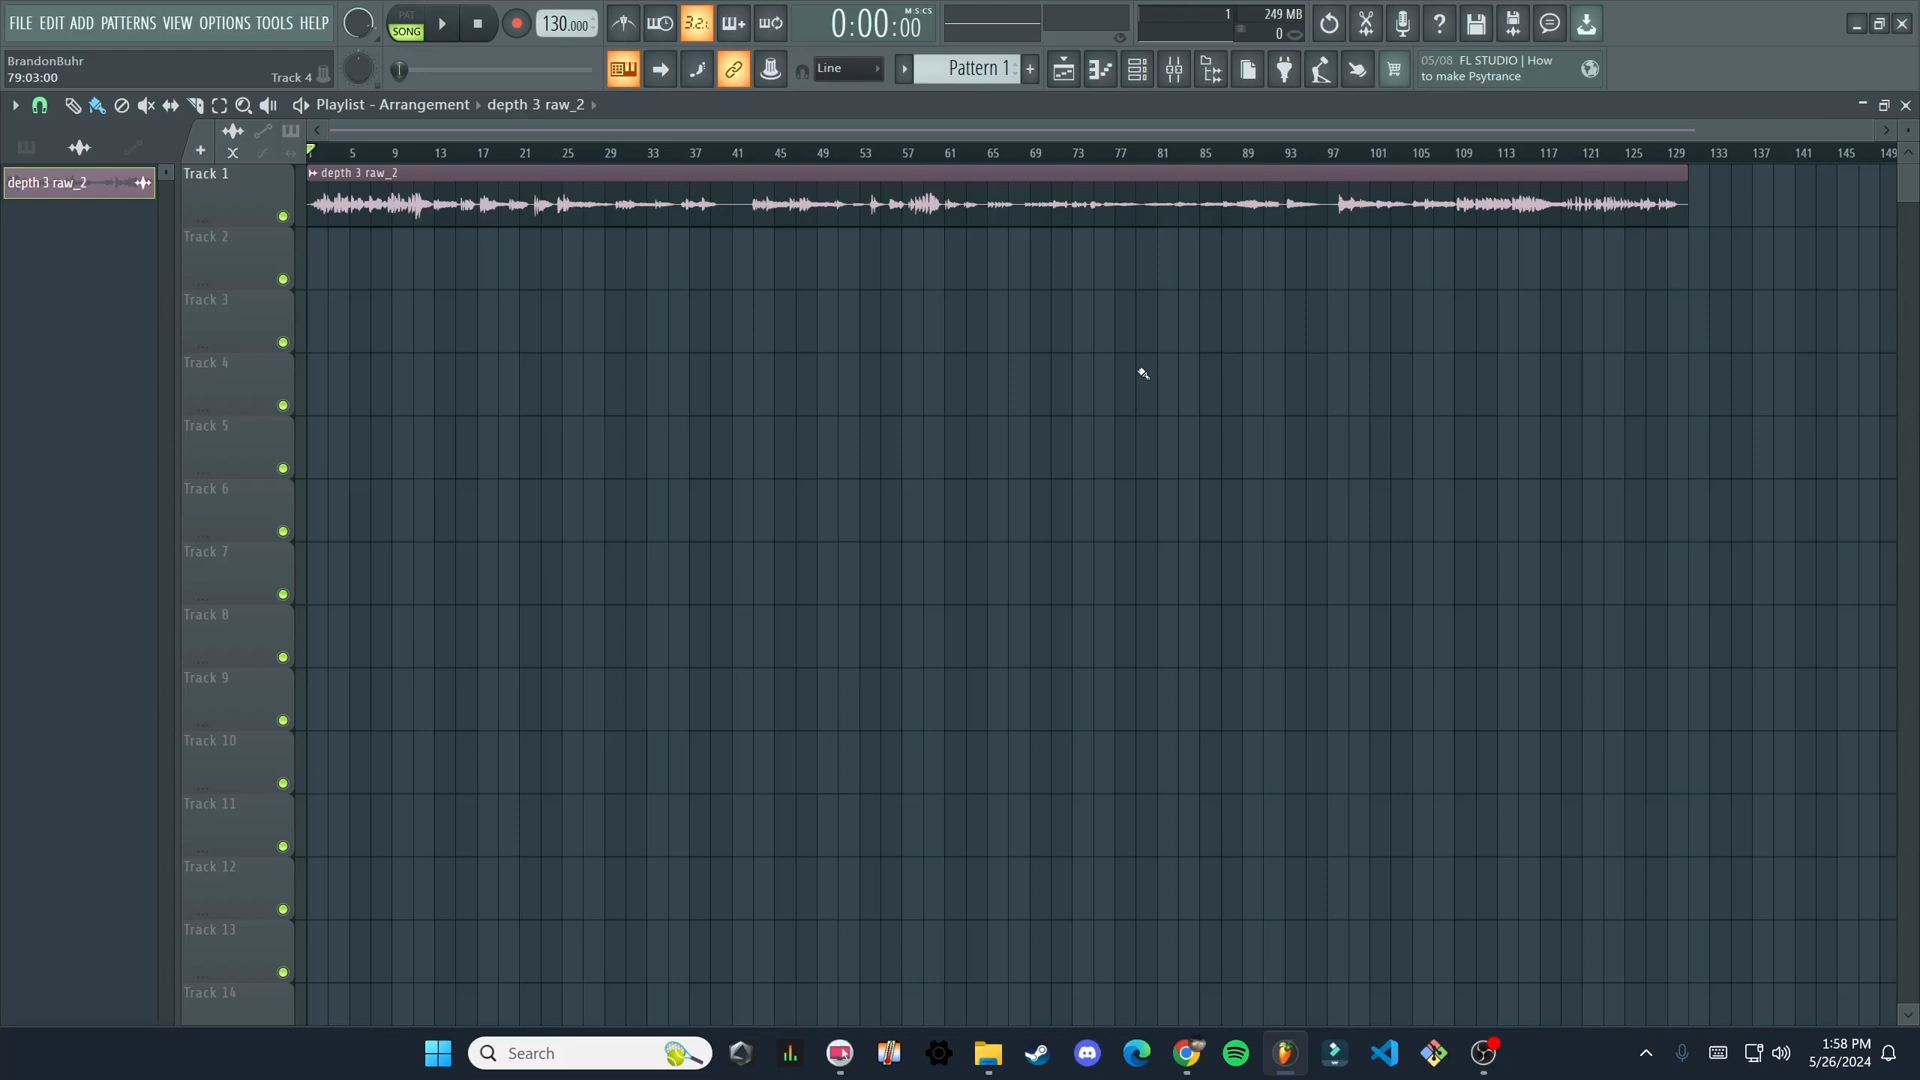 FILE EDIT ADD PATTERNS VIEW OPTIONS TOOLS HELP
PAT
SONG
130.000
3.2.
0:00:00
M:S:CS
1
249 MB
0
BrandonBuhr
79:03:00
Track 4
Line
Pattern 1
+
05/08 FL STUDIO | How
to make Psytrance
Playlist - Arrangement › depth 3 raw_2 ›
5 9 13 17 21 25 29 33 37 41 45 49 53 57 61 65 69 73 77 81 85 89 93 97 101 105 109 113 117 121 125 129 133 137 141 145 149
depth 3 raw_2
Track 1
depth 3 raw_2
Track 2
Track 3
Track 4
Track 5
Track 6
Track 7
Track 8
Track 9
Track 10
Track 11
Track 12
Track 13
Track 14
Search
1:58 PM
5/26/2024